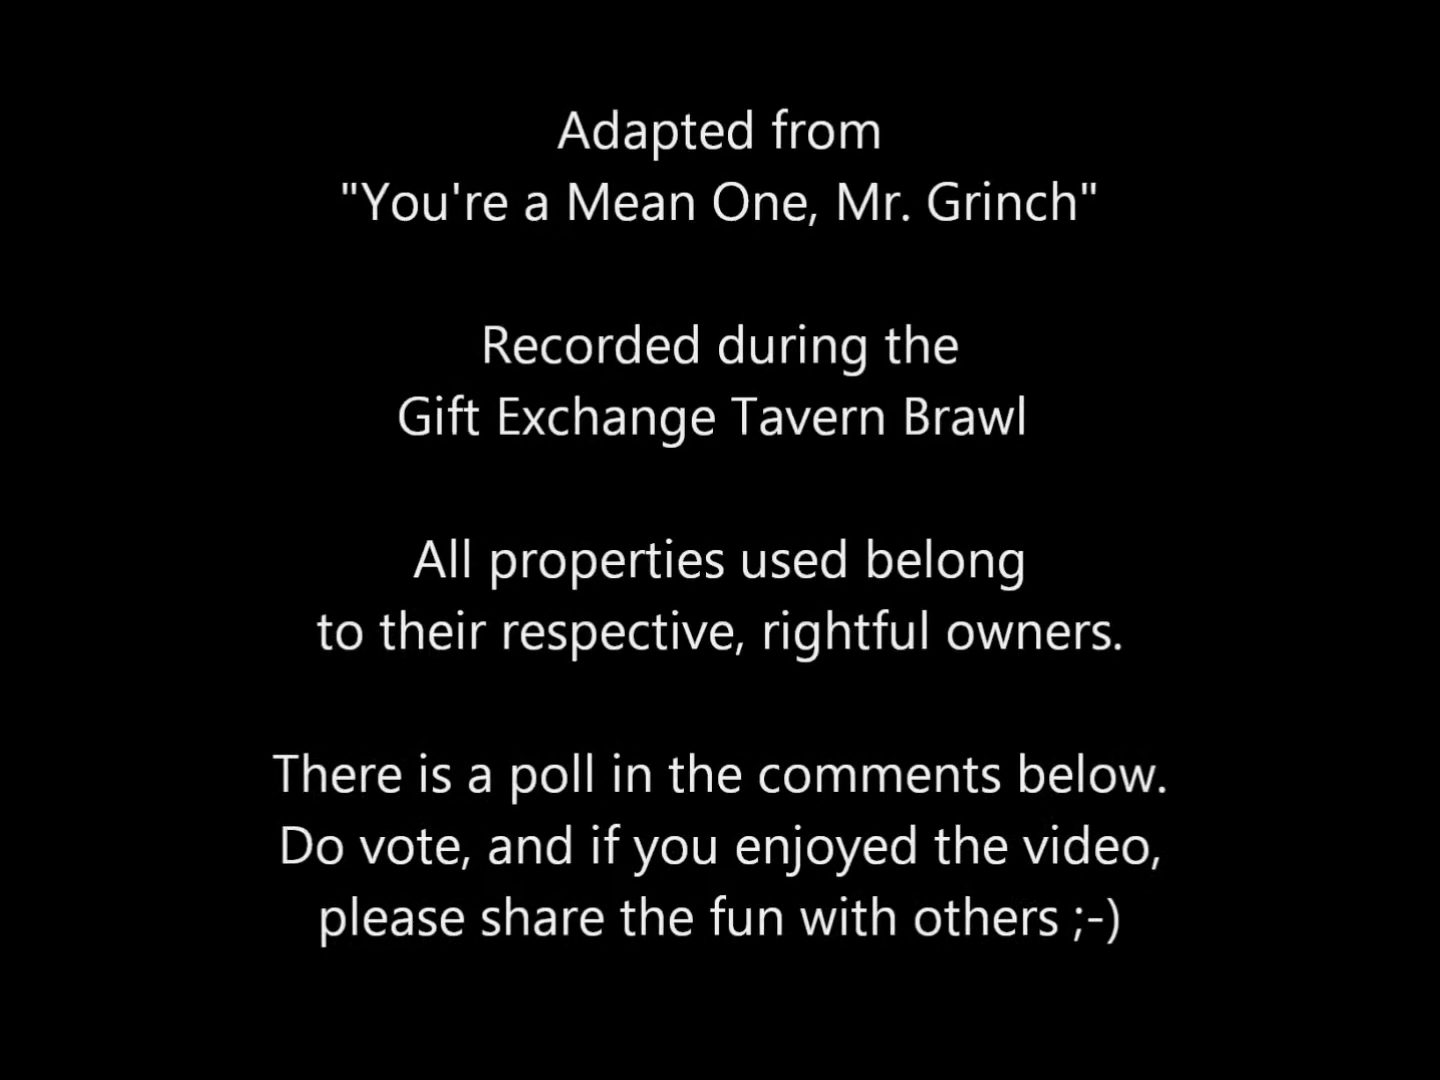 Adapted from
"You're a Mean One, Mr. Grinch"
Recorded during the
Gift Exchange Tavern Brawl
All properties used belong
to their respective, rightful owners.
There is a poll in the comments below.
Do vote, and if you enjoyed the video,
please share the fun with others ;-)